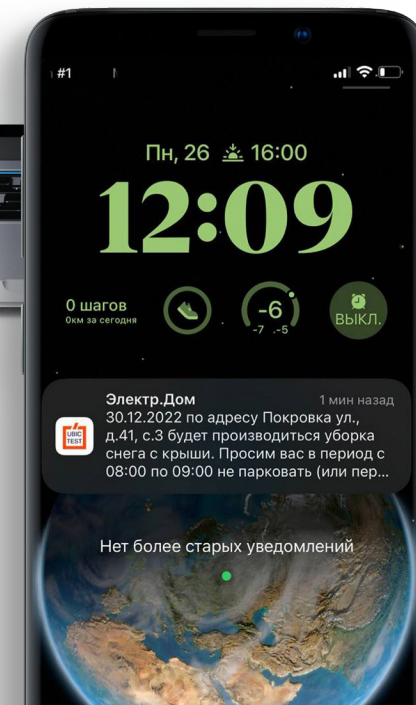 #1
Пн, 26 16:00
12:09
0 шагов
0км за сегодня
-6
-7 -5
ВЫКЛ.
Электр.Дом 1 мин назад
UBIC
TEST
30.12.2022 по адресу Покровка ул.,
д.41, с.3 будет производиться уборка
снега с крыши. Просим вас в период с
08:00 по 09:00 не парковать (или пер...
Нет более старых уведомлений